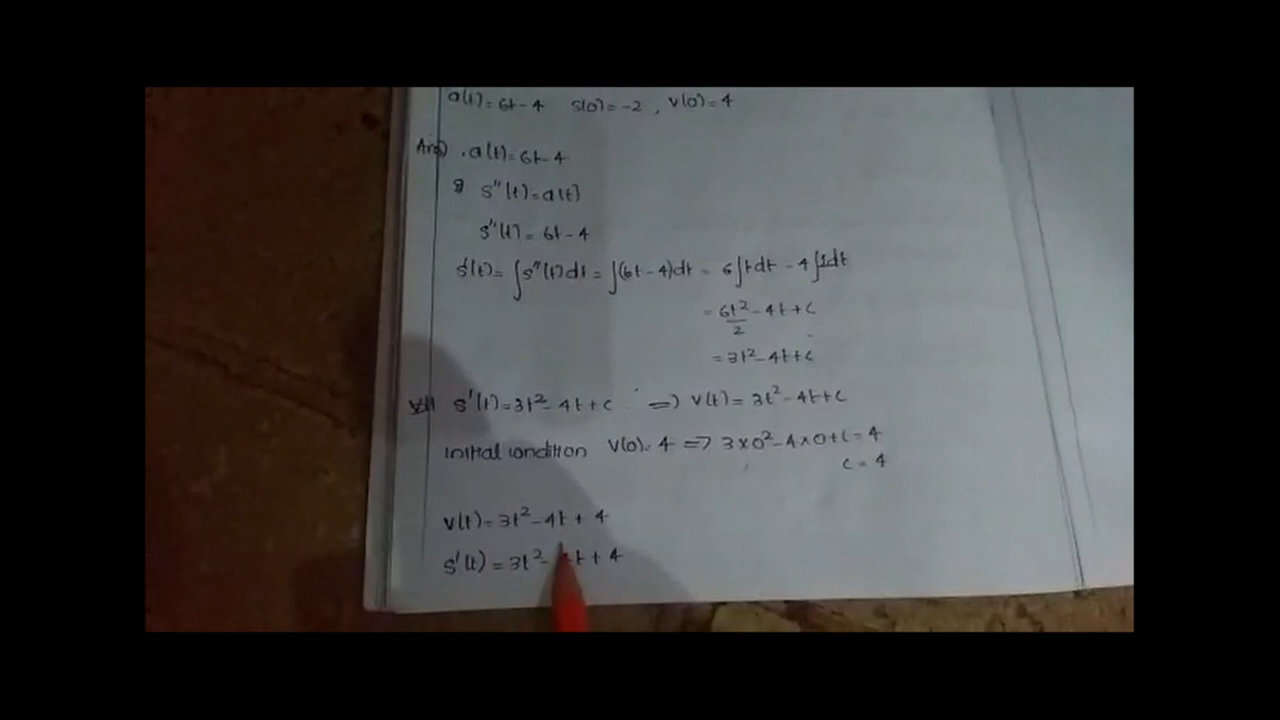 a(t) = 6t - 4   s(0) = -2 , v(0) = 4
Ans) . a(t) = 6t - 4
s''(t) = a(t)
s''(t) = 6t - 4
s'(t) = ∫s''(t)dt = ∫(6t - 4)dt = 6∫tdt - 4∫1dt
= 6t²/2 - 4t + c
= 3t² - 4t + c
s'(t) = 3t² - 4t + c   => v(t) = 3t² - 4t + c
initial condition v(0) = 4 => 3×0² - 4×0 + c = 4
c = 4
v(t) = 3t² - 4t + 4
s'(t) = 3t² - 4t + 4